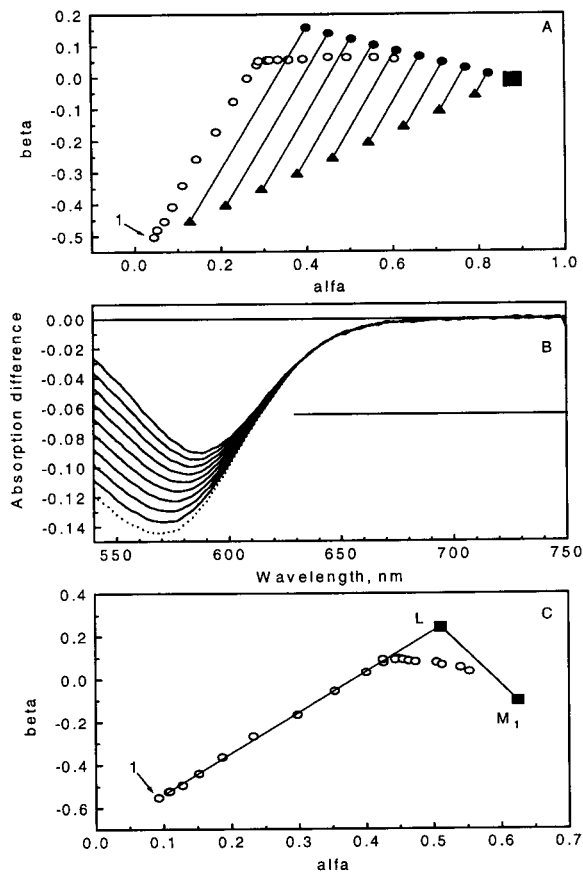 A
0.2
0.1
0.0
-0.1
-0.2
-0.3
-0.4
-0.5
beta
1
0.0 0.2 0.4 0.6 0.8 1.0
alfa
B
0.00
-0.02
-0.04
-0.06
-0.08
-0.10
-0.12
-0.14
Absorption difference
550 600 650 700 750
Wavelength, nm
C
0.4
0.2
0.0
-0.2
-0.4
-0.6
beta
L
M1
1
0.0 0.1 0.2 0.3 0.4 0.5 0.6 0.7
alfa